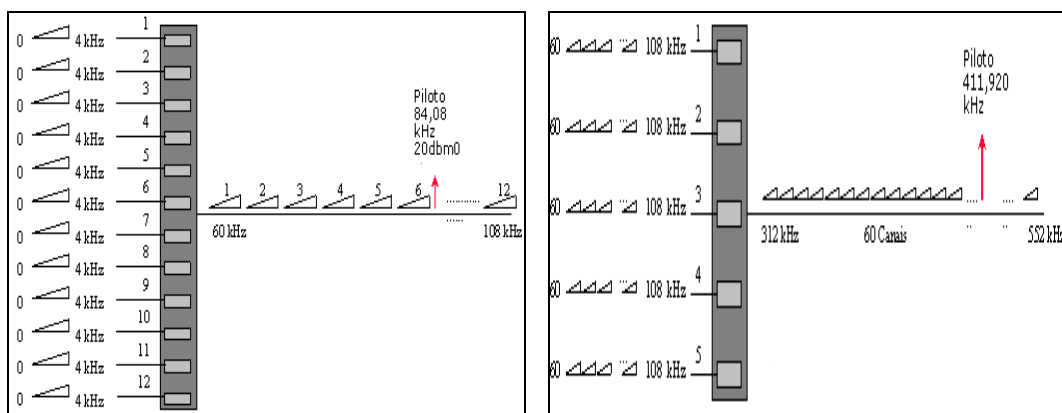 1
0 4 kHz
2
0 4 kHz
3
0 4 kHz
4
0 4 kHz
5
0 4 kHz
6
0 4 kHz
7
0 4 kHz
8
0 4 kHz
9
0 4 kHz
10
0 4 kHz
11
0 4 kHz
12
0 4 kHz
Piloto
84,08
kHz
20dbm0
1 2 3 4 5 6 12
60 kHz 108 kHz
1
60 108 kHz
2
60 108 kHz
3
60 108 kHz
4
60 108 kHz
5
60 108 kHz
Piloto
411,920
kHz
312 kHz 60 Canais 552 kHz